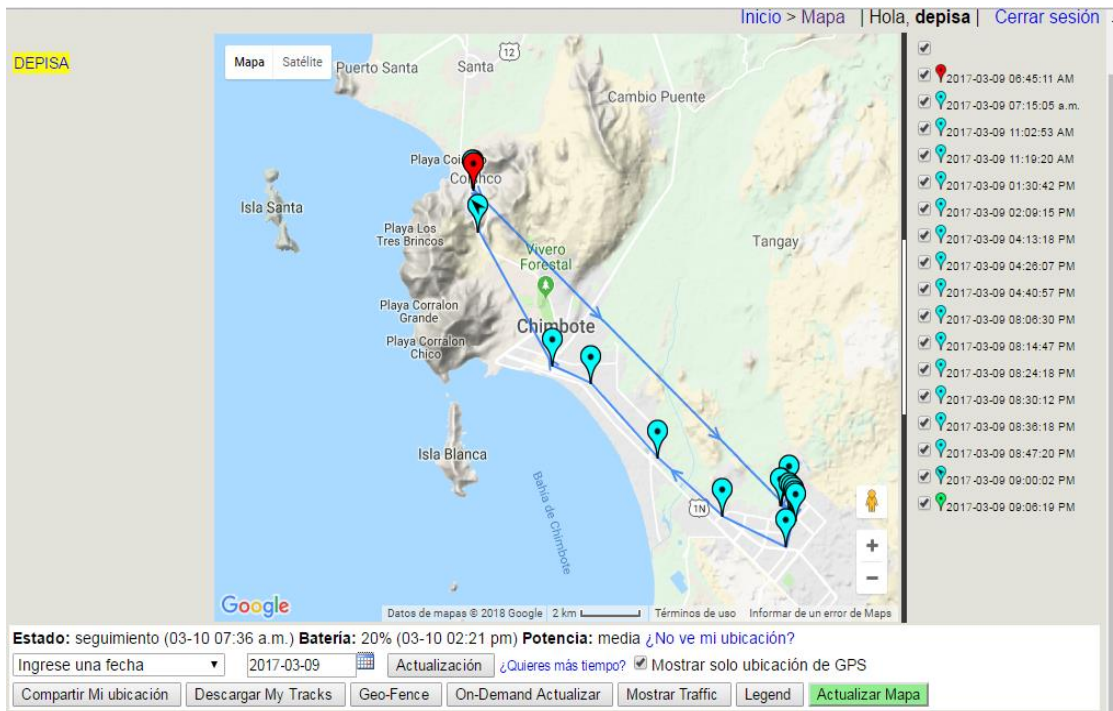 Inicio > Mapa | Hola, depisa | Cerrar sesión
DEPISA
Mapa Satélite
Puerto Santa
Santa
12
Cambio Puente
Isla Santa
Playa Los
Tres Brincos
Vivero
Forestal
Tangay
Playa Corralon
Grande
Chimbote
Playa Corralon
Chico
Isla Blanca
Bahía de Chimbote
1N
+
−
Google
Datos de mapas © 2018 Google 2 km Términos de uso Informar de un error de Maps
2017-03-09 06:45:11 AM
2017-03-09 07:15:05 a.m.
2017-03-09 11:02:53 AM
2017-03-09 11:19:20 AM
2017-03-09 01:30:42 PM
2017-03-09 02:09:15 PM
2017-03-09 04:13:18 PM
2017-03-09 04:26:07 PM
2017-03-09 04:40:57 PM
2017-03-09 08:06:30 PM
2017-03-09 08:14:47 PM
2017-03-09 08:24:18 PM
2017-03-09 08:30:12 PM
2017-03-09 08:36:18 PM
2017-03-09 08:47:20 PM
2017-03-09 09:00:02 PM
2017-03-09 09:06:19 PM
Estado: seguimiento (03-10 07:36 a.m.) Batería: 20% (03-10 02:21 pm) Potencia: media ¿No ve mi ubicación?
Ingrese una fecha 2017-03-09 Actualización ¿Quieres más tiempo? Mostrar solo ubicación de GPS
Compartir Mi ubicación Descargar My Tracks Geo-Fence On-Demand Actualizar Mostrar Traffic Legend Actualizar Mapa